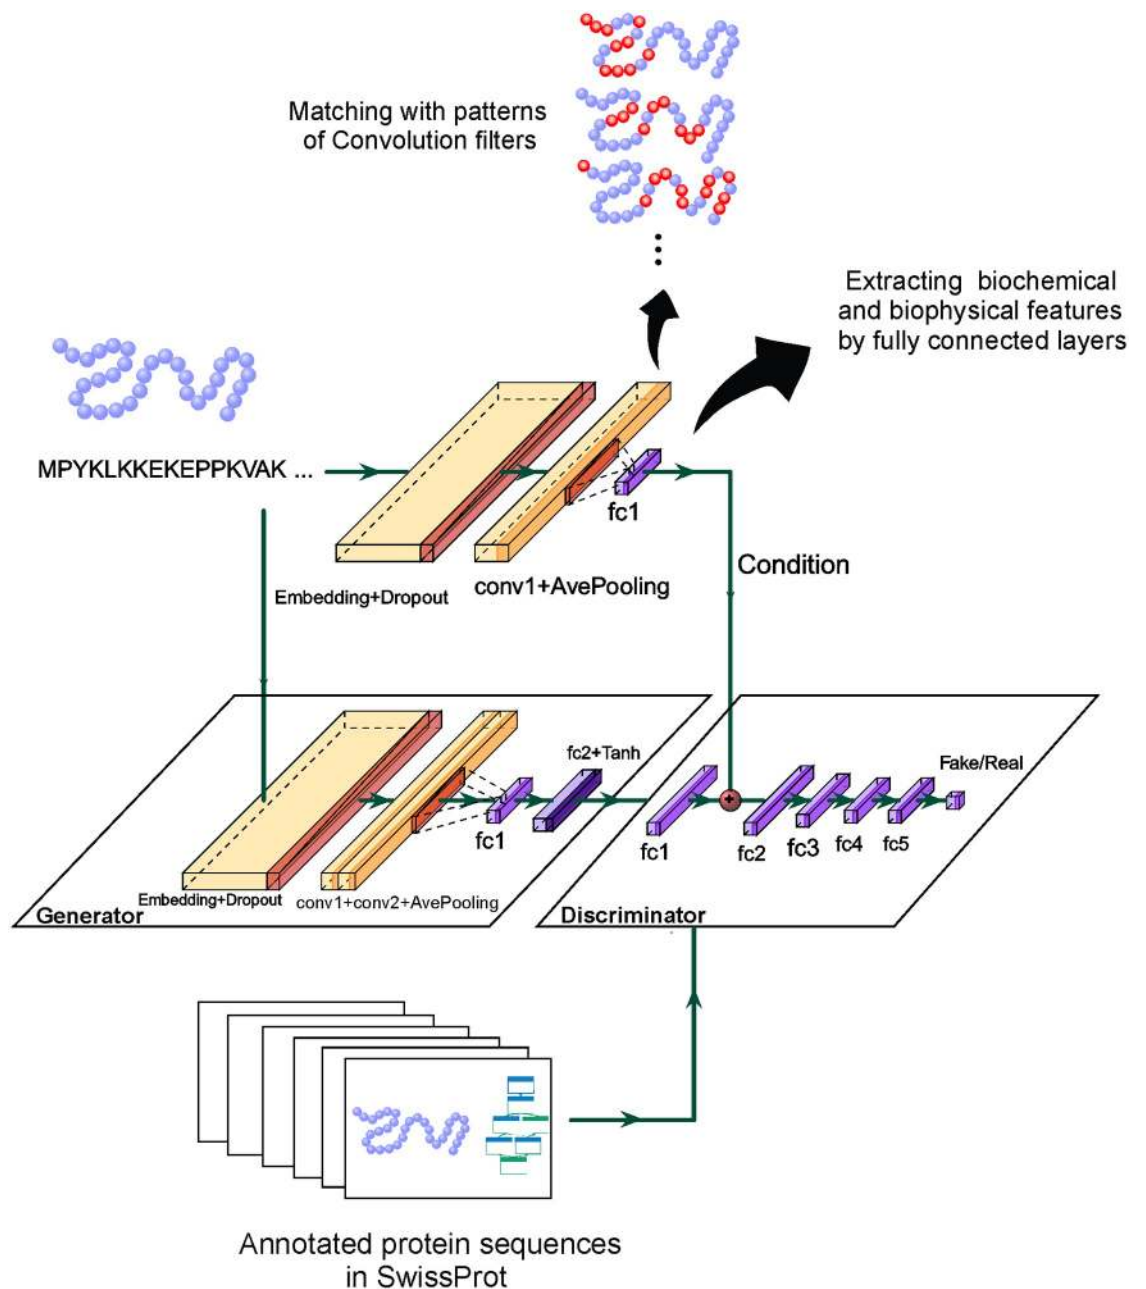 Matching with patterns
of Convolution filters
Extracting biochemical
and biophysical features
by fully connected layers
MPYKLKKEKEPPKVAK ...
fc1
Embedding+Dropout
conv1+AvePooling
Condition
fc2+Tanh
Fake/Real
fc1
fc1
fc2
fc3
fc4
fc5
Embedding+Dropout
conv1+conv2+AvePooling
Generator
Discriminator
Annotated protein sequences
in SwissProt